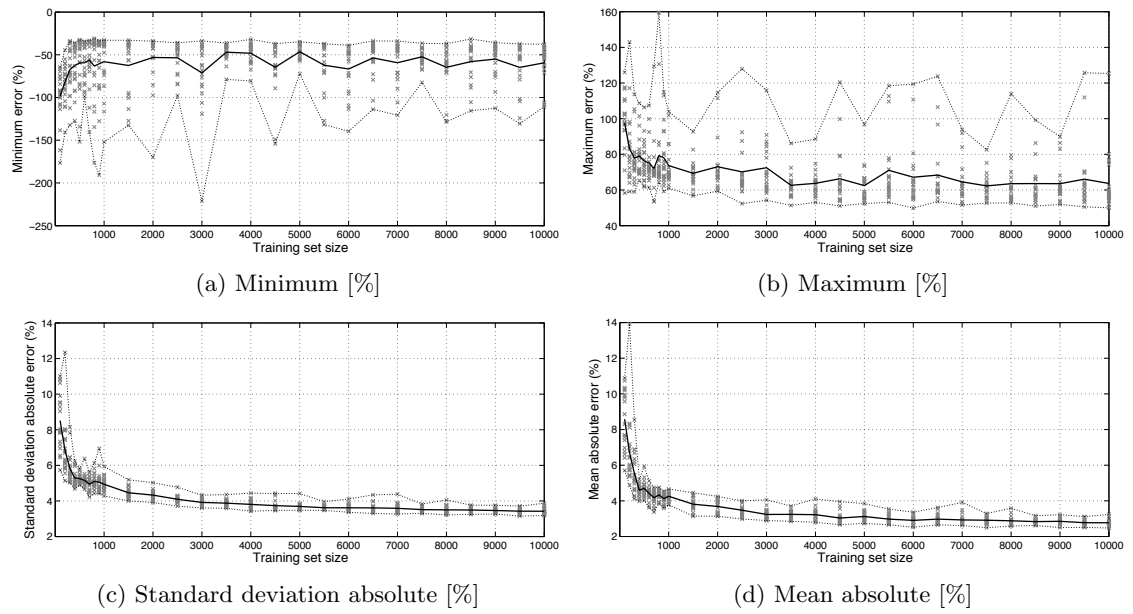 0
−50
−100
−150
−200
−250
Minimum error (%)
1000 2000 3000 4000 5000 6000 7000 8000 9000 10000
Training set size
(a) Minimum [%]
160
140
120
100
80
60
40
Maximum error (%)
1000 2000 3000 4000 5000 6000 7000 8000 9000 10000
Training set size
(b) Maximum [%]
14
12
10
8
6
4
2
Standard deviation absolute error (%)
1000 2000 3000 4000 5000 6000 7000 8000 9000 10000
Training set size
(c) Standard deviation absolute [%]
14
12
10
8
6
4
2
Mean absolute error (%)
1000 2000 3000 4000 5000 6000 7000 8000 9000 10000
Training set size
(d) Mean absolute [%]